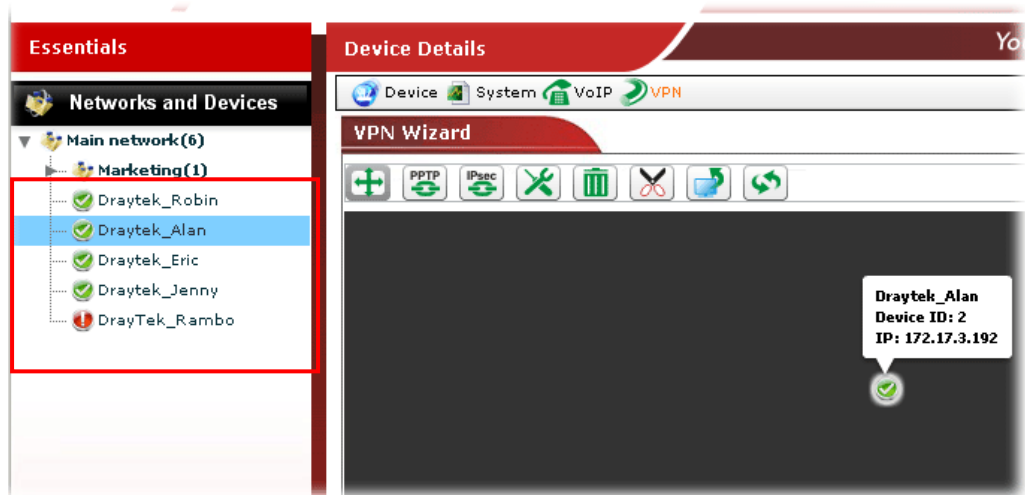 Essentials
Device Details
Yo
Networks and Devices
Device System VoIP VPN
Main network(6)
VPN Wizard
Marketing(1)
PPTP IPsec
Draytek_Robin
Draytek_Alan
Draytek_Eric
Draytek_Jenny
DrayTek_Rambo
Draytek_Alan
Device ID: 2
IP: 172.17.3.192